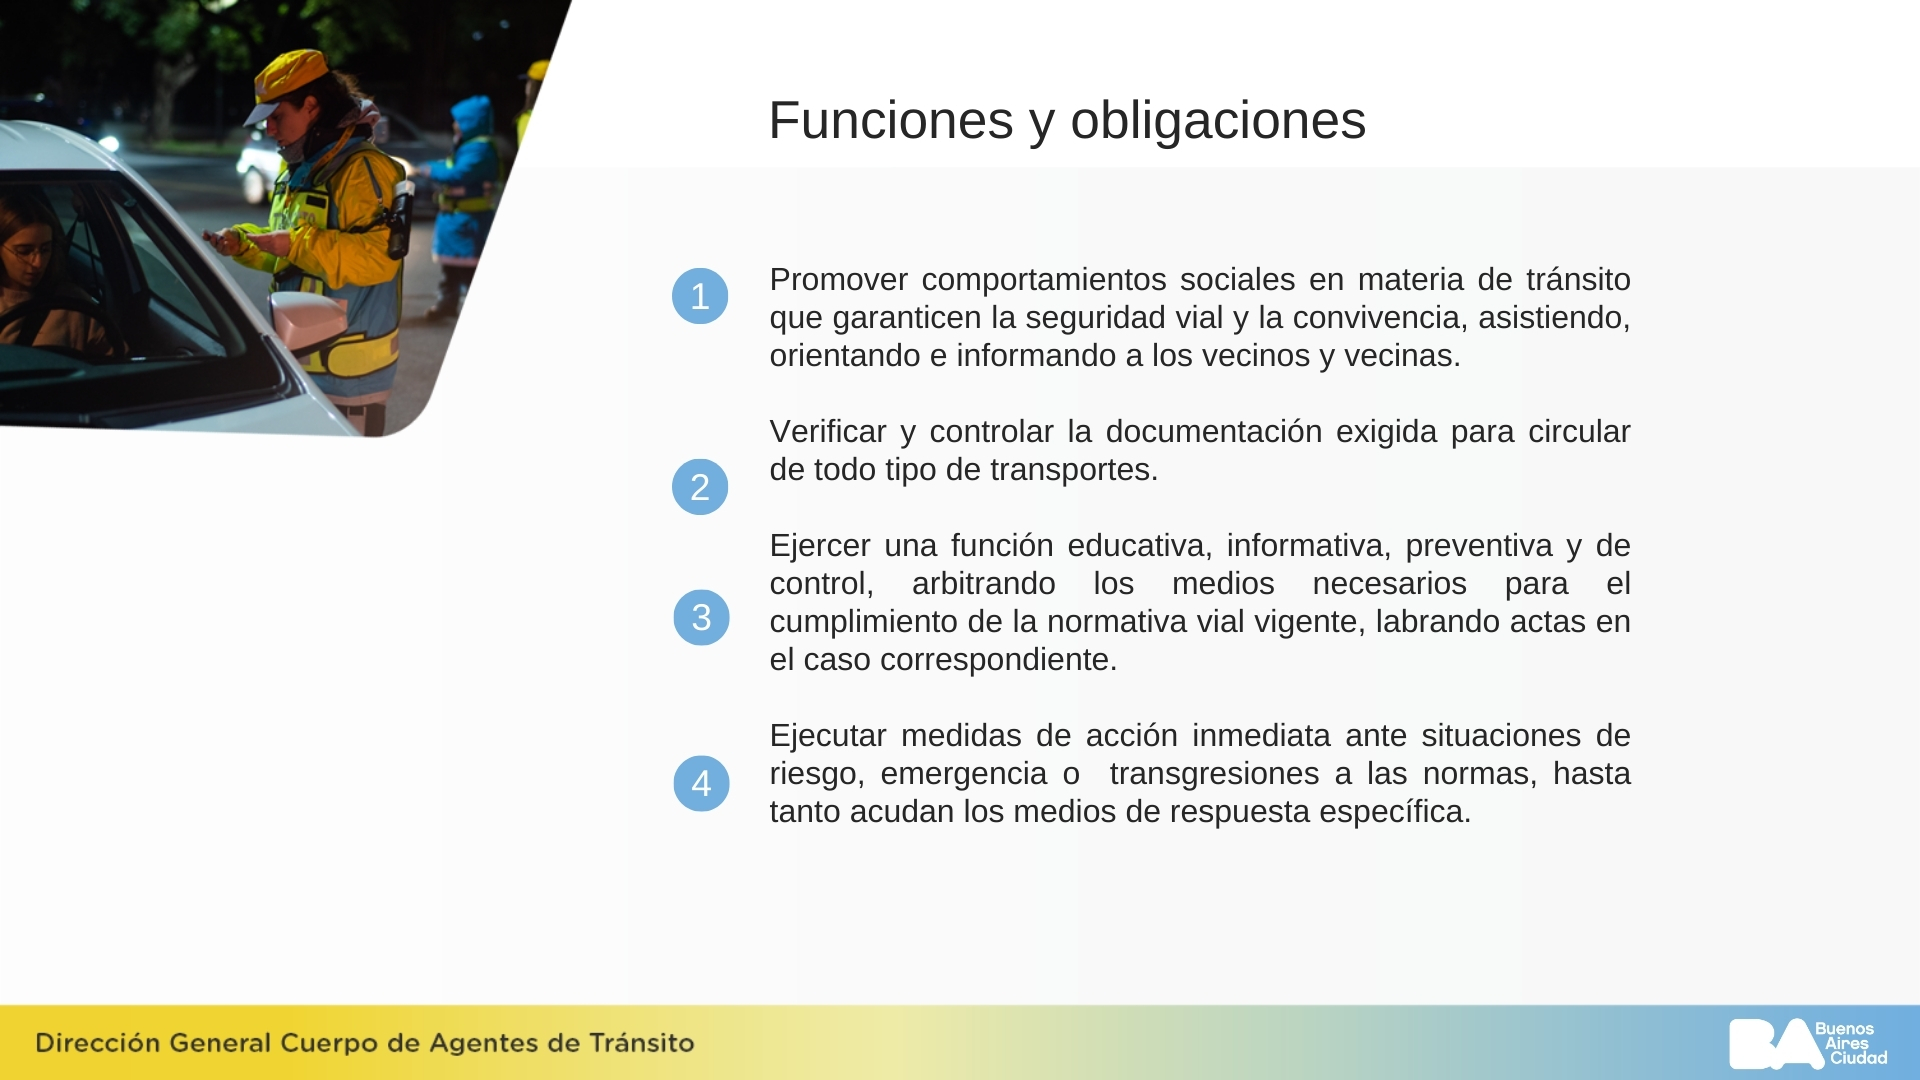 Funciones y obligaciones
1
Promover comportamientos sociales en materia de tránsito
que garanticen la seguridad vial y la convivencia, asistiendo,
orientando e informando a los vecinos y vecinas.
2
Verificar y controlar la documentación exigida para circular
de todo tipo de transportes.
3
Ejercer una función educativa, informativa, preventiva y de
control, arbitrando los medios necesarios para el
cumplimiento de la normativa vial vigente, labrando actas en
el caso correspondiente.
4
Ejecutar medidas de acción inmediata ante situaciones de
riesgo, emergencia o  transgresiones a las normas, hasta
tanto acudan los medios de respuesta específica.
Dirección General Cuerpo de Agentes de Tránsito
BA
Buenos
Aires
Ciudad